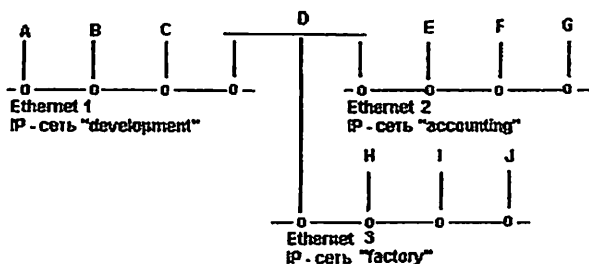 D
A B C E F G
Ethernet 1
IP - сеть "development"
Ethernet 2
IP - сеть "accounting"
H I J
Ethernet 3
IP - сеть "factory"